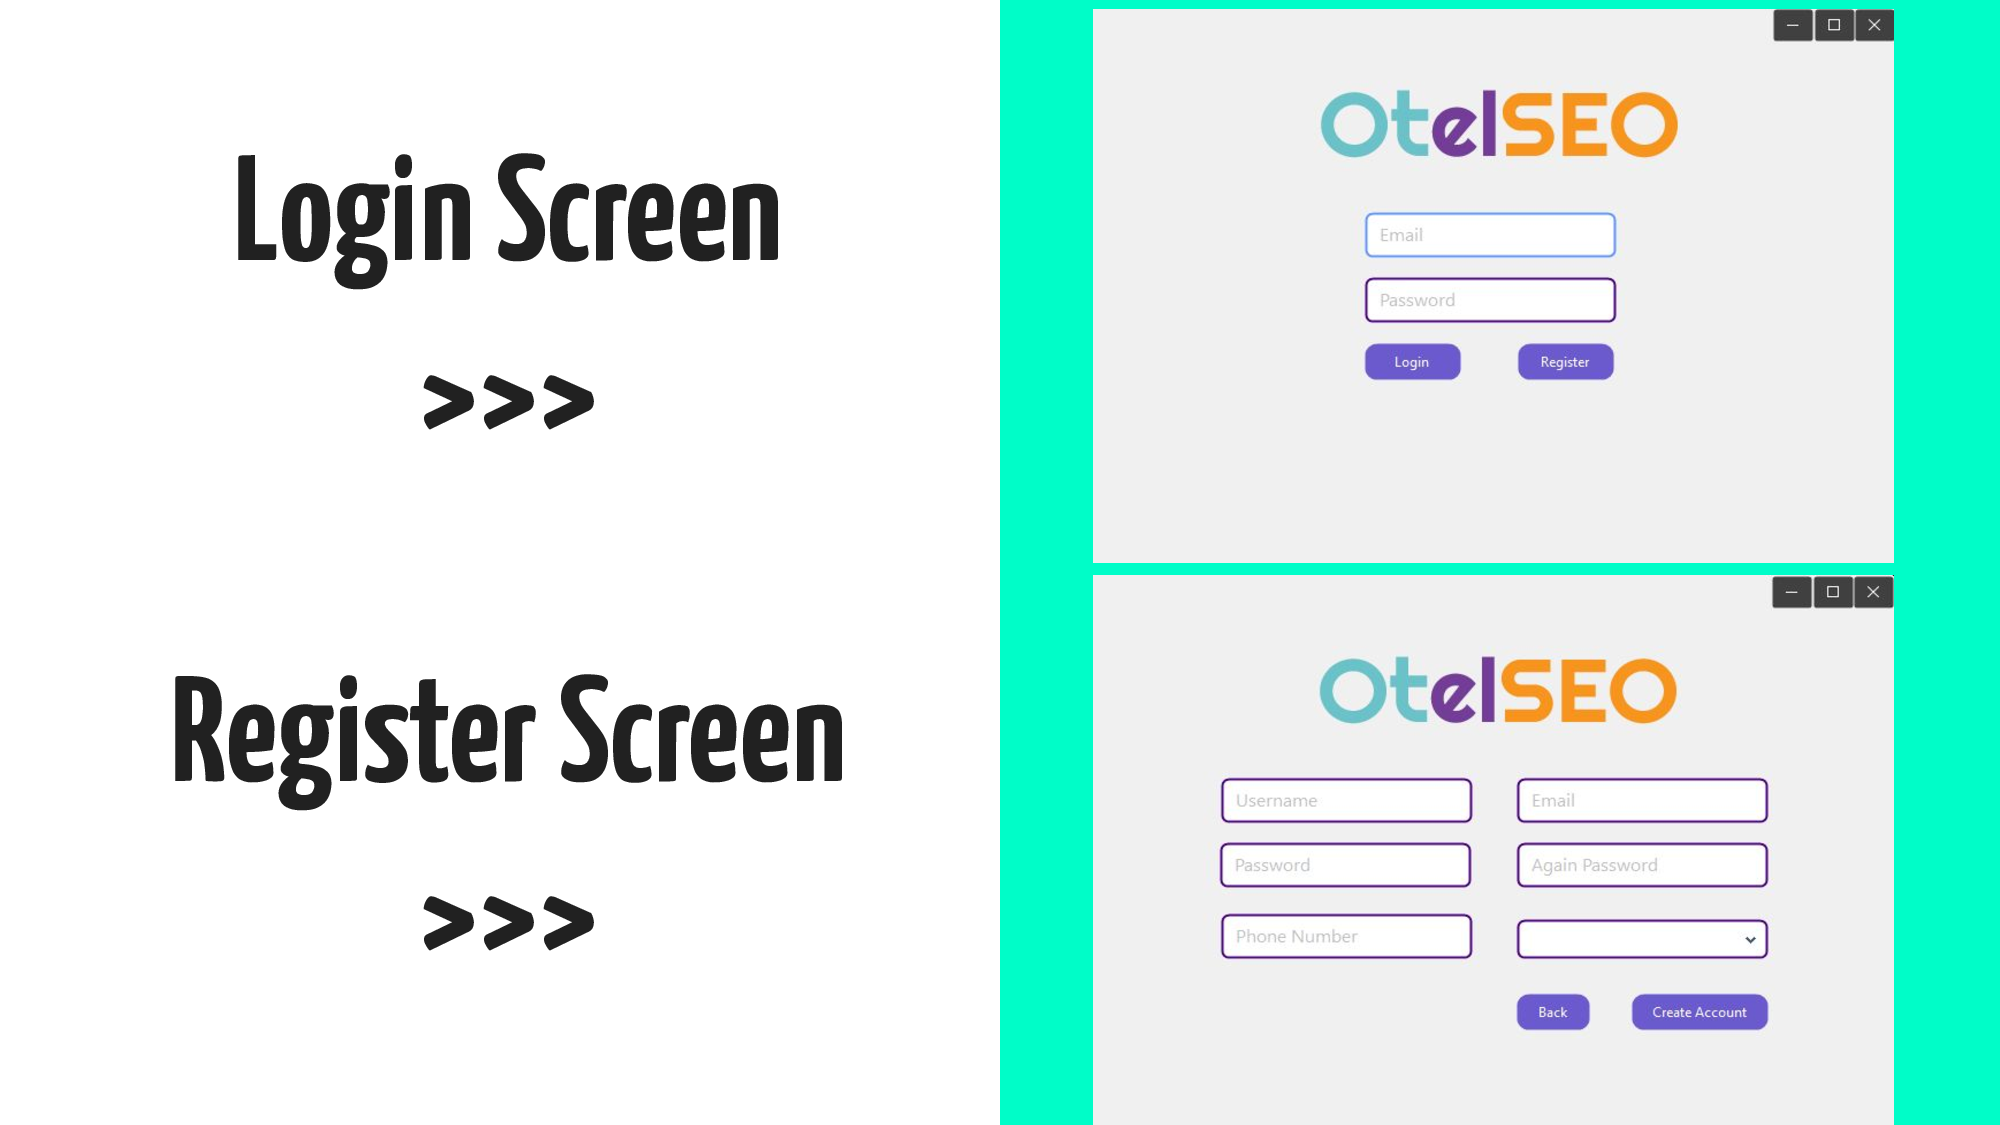 Login Screen
>>>
OtelSEO
Email
Password
Login
Register
Register Screen
>>>
OtelSEO
Username
Email
Password
Again Password
Phone Number
Back
Create Account